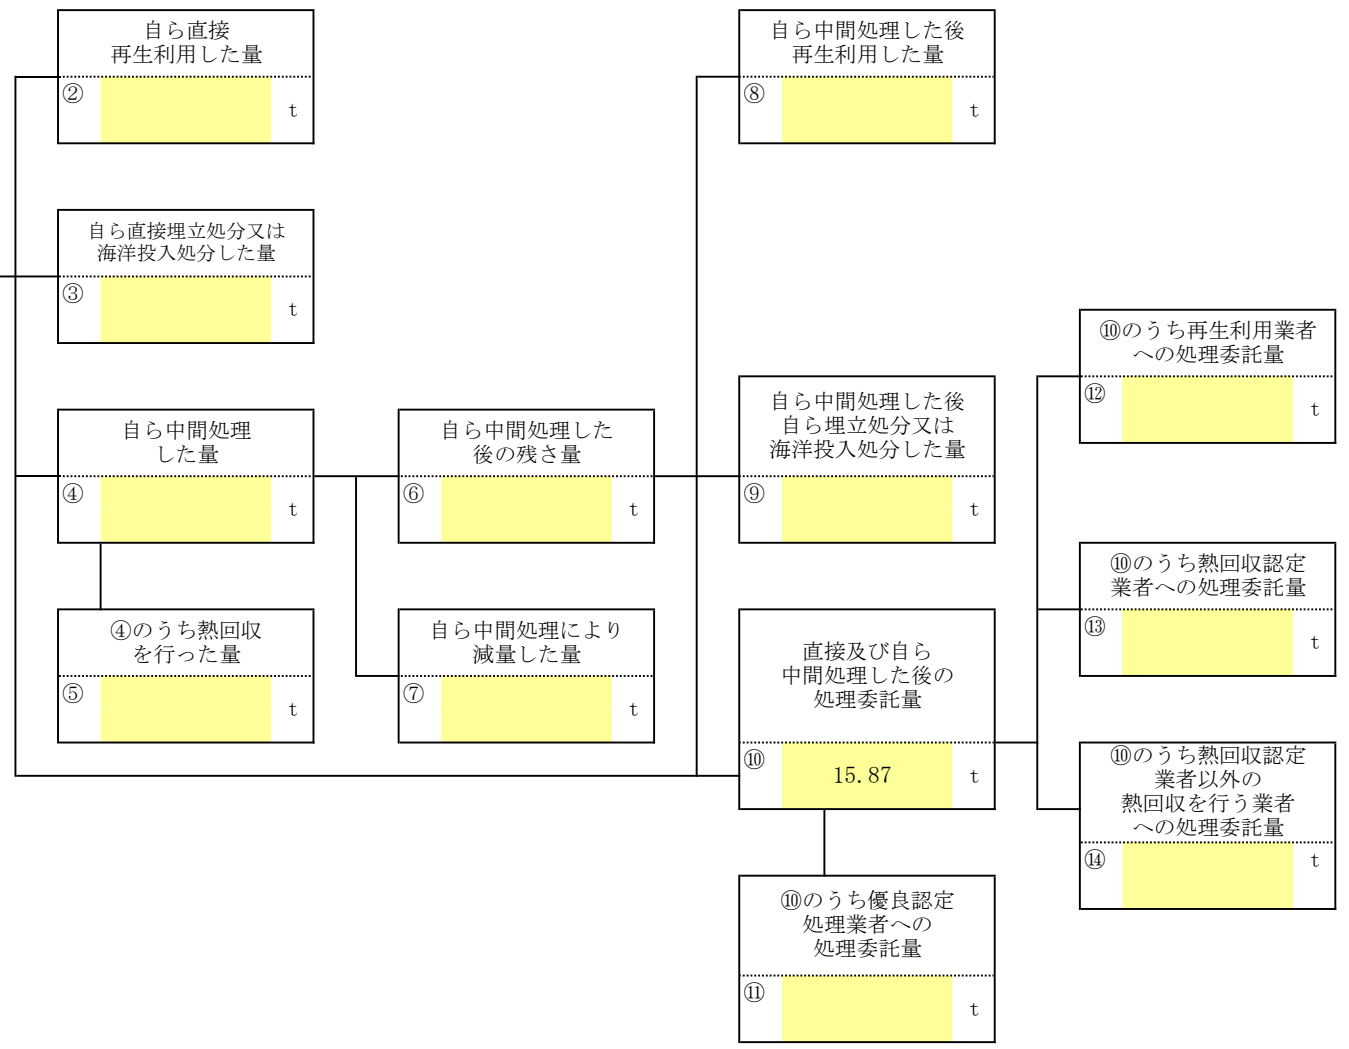 自ら直接
再生利用した量
②
t
自ら中間処理した後
再生利用した量
⑧
t
自ら直接埋立処分又は
海洋投入処分した量
③
t
⑩のうち再生利用業者
への処理委託量
⑫
t
自ら中間処理
した量
④
t
自ら中間処理した
後の残さ量
⑥
t
自ら中間処理した後
自ら埋立処分又は
海洋投入処分した量
⑨
t
⑩のうち熱回収認定
業者への処理委託量
⑬
t
④のうち熱回収
を行った量
⑤
t
自ら中間処理により
減量した量
⑦
t
直接及び自ら
中間処理した後の
処理委託量
⑩
15.87 t
⑩のうち熱回収認定
業者以外の
熱回収を行う業者
への処理委託量
⑭
t
⑩のうち優良認定
処理業者への
処理委託量
⑪
t